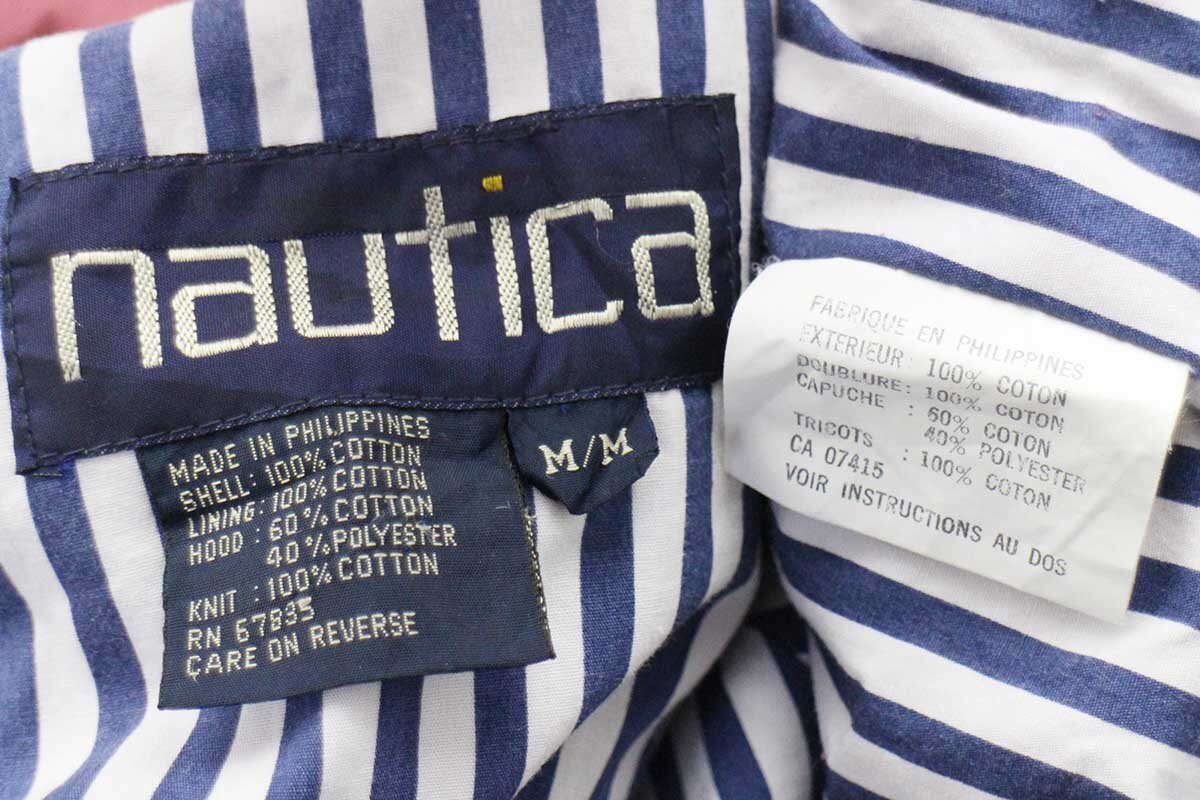 nautica
MADE IN PHILIPPINES
SHELL: 100% COTTON
LINING: 100% COTTON
HOOD : 60% COTTON
40% POLYESTER
KNIT : 100% COTTON
RN 67835
CARE ON REVERSE
M/M
FABRIQUE EN PHILIPPINES
EXTERIEUR: 100% COTON
DOUBLURE: 100% COTON
CAPUCHE : 60% COTON
40% POLYESTER
TRICOTS : 100% COTON
CA 07415
VOIR INSTRUCTIONS AU DOS